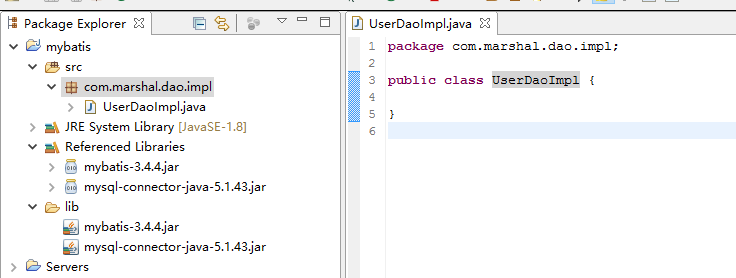 Package Explorer
mybatis
src
com.marshal.dao.impl
UserDaoImpl.java
JRE System Library [JavaSE-1.8]
Referenced Libraries
mybatis-3.4.4.jar
mysql-connector-java-5.1.43.jar
lib
mybatis-3.4.4.jar
mysql-connector-java-5.1.43.jar
Servers
UserDaoImpl.java
1 package com.marshal.dao.impl;
2
3 public class UserDaoImpl {
4
5 }
6